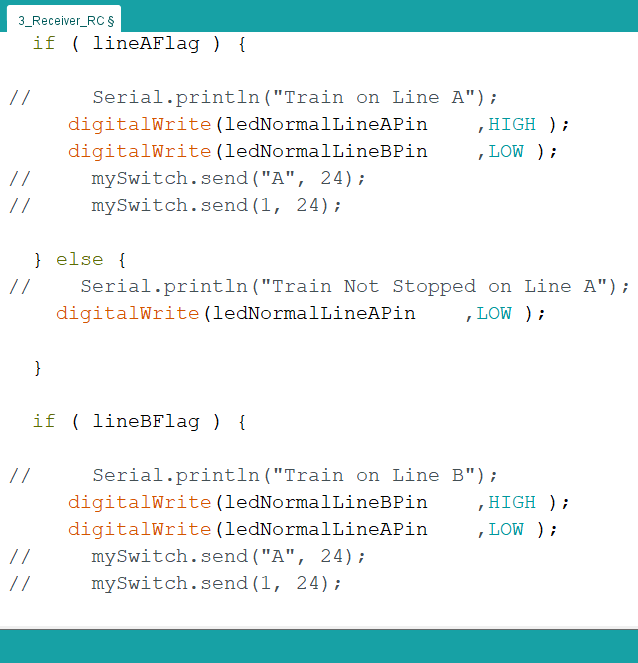 3_Receiver_RC §
if ( lineAFlag ) {
//     Serial.println("Train on Line A");
digitalWrite(ledNormalLineAPin    ,HIGH );
digitalWrite(ledNormalLineBPin    ,LOW );
//     mySwitch.send("A", 24);
//     mySwitch.send(1, 24);
} else {
//    Serial.println("Train Not Stopped on Line A");
digitalWrite(ledNormalLineAPin    ,LOW );
}
if ( lineBFlag ) {
//     Serial.println("Train on Line B");
digitalWrite(ledNormalLineBPin    ,HIGH );
digitalWrite(ledNormalLineAPin    ,LOW );
//     mySwitch.send("A", 24);
//     mySwitch.send(1, 24);